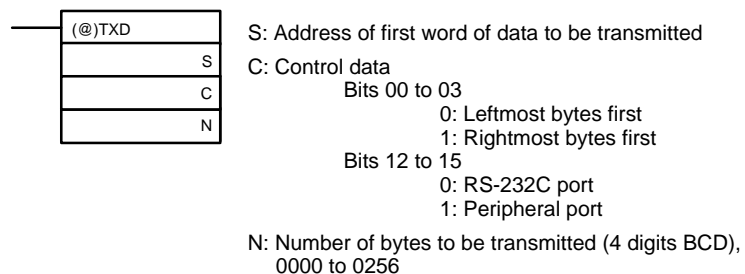 (@)TXD
S
C
N
S: Address of first word of data to be transmitted
C: Control data
Bits 00 to 03
0: Leftmost bytes first
1: Rightmost bytes first
Bits 12 to 15
0: RS-232C port
1: Peripheral port
N: Number of bytes to be transmitted (4 digits BCD),
0000 to 0256